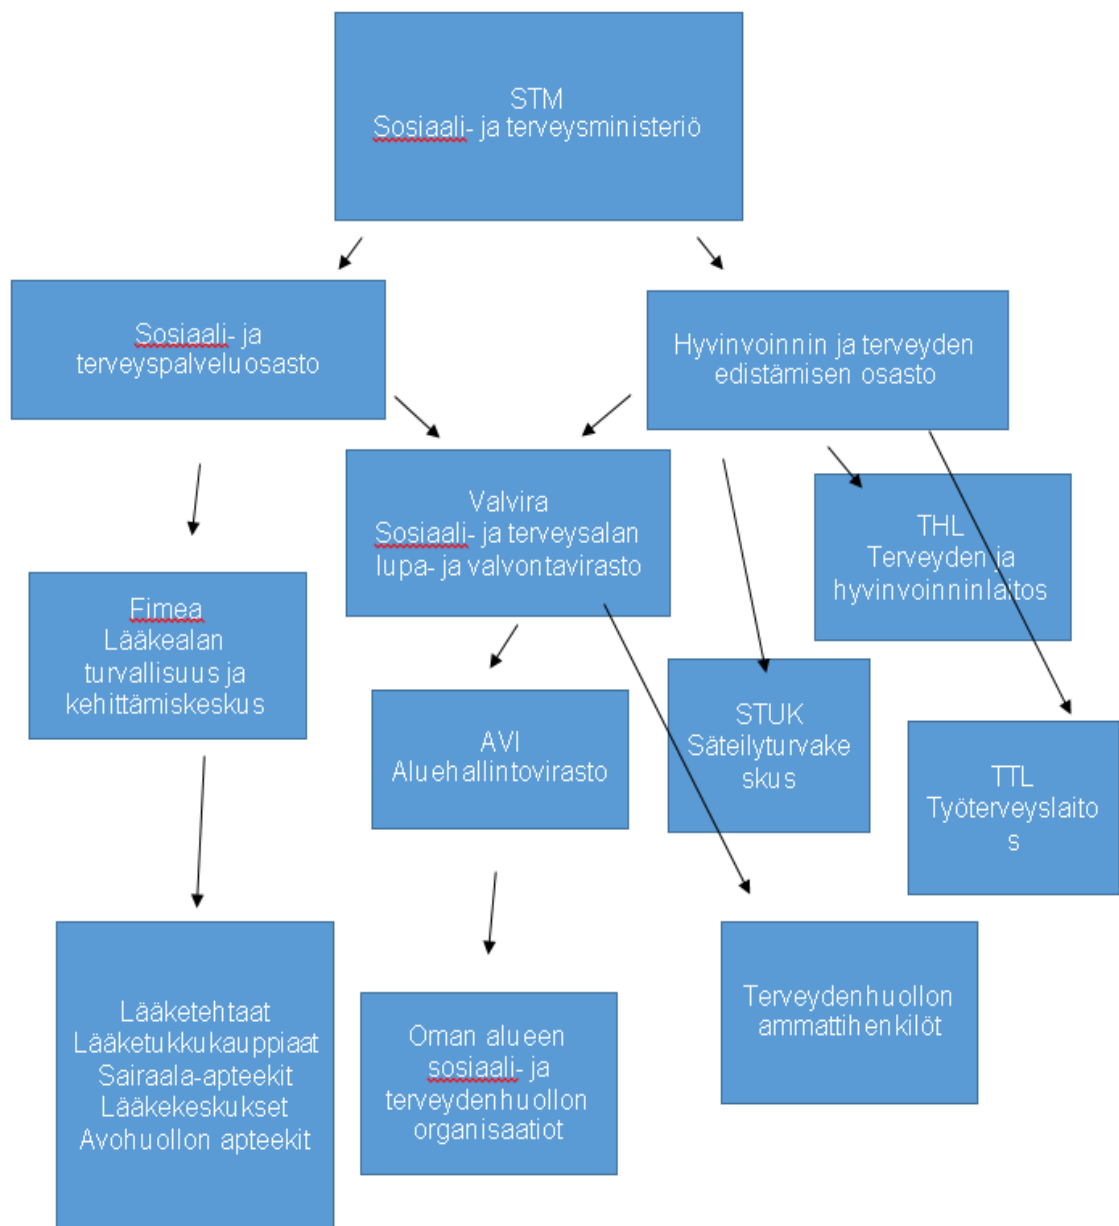 STM
Sosiaali- ja terveysministeriö
Sosiaali- ja
terveyspalveluosasto
Hyvinvoinnin ja terveyden
edistämisen osasto
Valvira
Sosiaali- ja terveysalan
lupa- ja valvontavirasto
THL
Terveyden ja
hyvinvoinninlaitos
Fimea
Lääkealan
turvallisuus ja
kehittämiskeskus
AVI
Aluehallintovirasto
STUK
Säteilyturvake
skus
TTL
Työterveyslaito
s
Lääketehtaat
Lääketukkukauppiaat
Sairaala-apteekit
Lääkekeskukset
Avohuollon apteekit
Oman alueen
sosiaali- ja
terveydenhuollon
organisaatiot
Terveydenhuollon
ammattihenkilöt